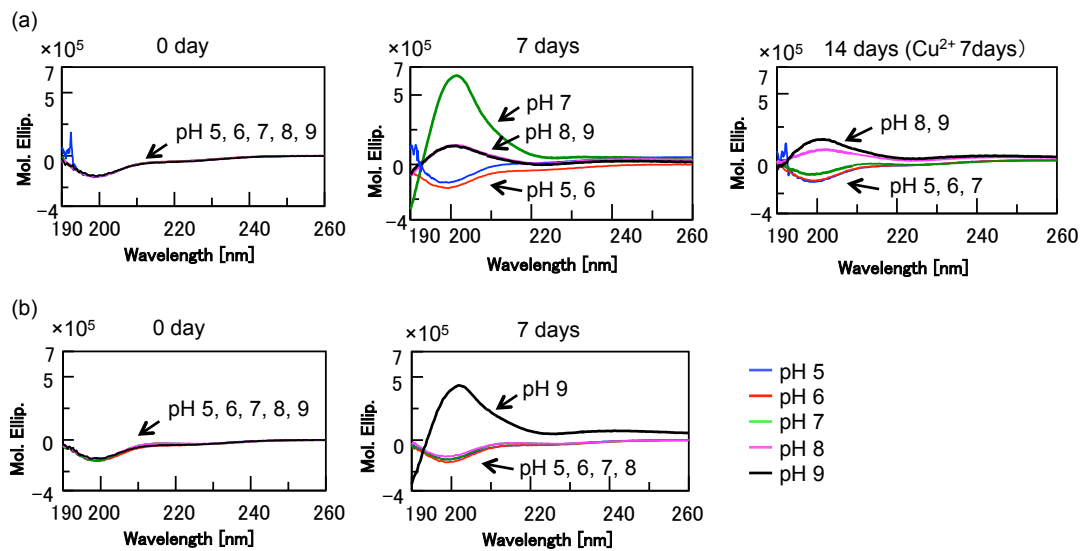 (a)
0 day
×10⁵
7
5
0
−4
Mol. Ellip.
pH 5, 6, 7, 8, 9
190 200 220 240 260
Wavelength [nm]
7 days
×10⁵
7
5
0
−4
Mol. Ellip.
pH 7
pH 8, 9
pH 5, 6
190 200 220 240 260
Wavelength [nm]
14 days (Cu²⁺ 7days)
×10⁵
7
5
0
−4
Mol. Ellip.
pH 8, 9
pH 5, 6, 7
190 200 220 240 260
Wavelength [nm]
(b)
0 day
×10⁵
7
5
0
−4
Mol. Ellip.
pH 5, 6, 7, 8, 9
190 200 220 240 260
Wavelength [nm]
7 days
×10⁵
7
5
0
−4
Mol. Ellip.
pH 9
pH 5, 6, 7, 8
190 200 220 240 260
Wavelength [nm]
pH 5
pH 6
pH 7
pH 8
pH 9